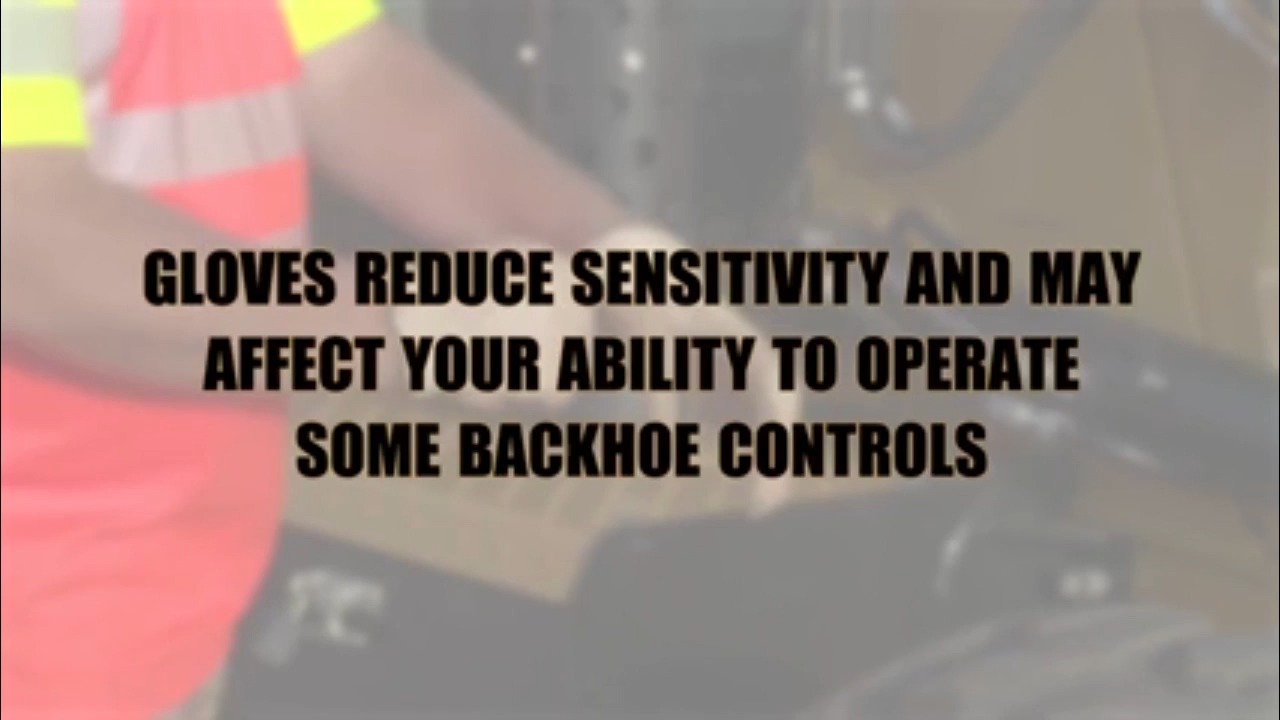 GLOVES REDUCE SENSITIVITY AND MAY
AFFECT YOUR ABILITY TO OPERATE
SOME BACKHOE CONTROLS